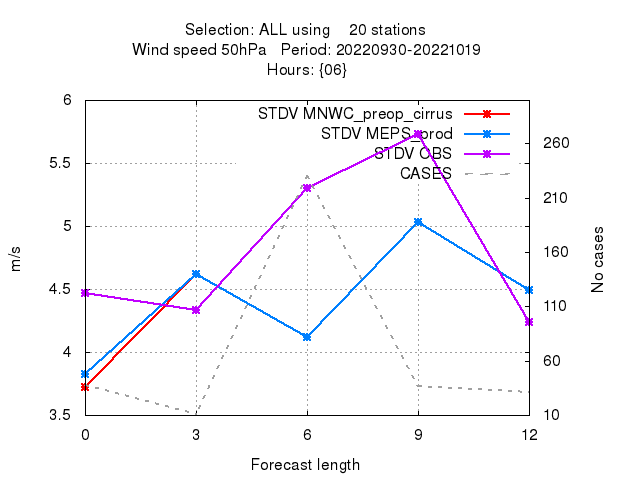 Selection: ALL using 20 stations
Wind speed 50hPa Period: 20220930-20221019
Hours: {06}
STDV MNWC_preop_cirrus
STDV MEPS_prod
STDV OBS
CASES
6
5.5
5
4.5
4
3.5
m/s
260
210
160
110
60
10
No cases
0 3 6 9 12
Forecast length